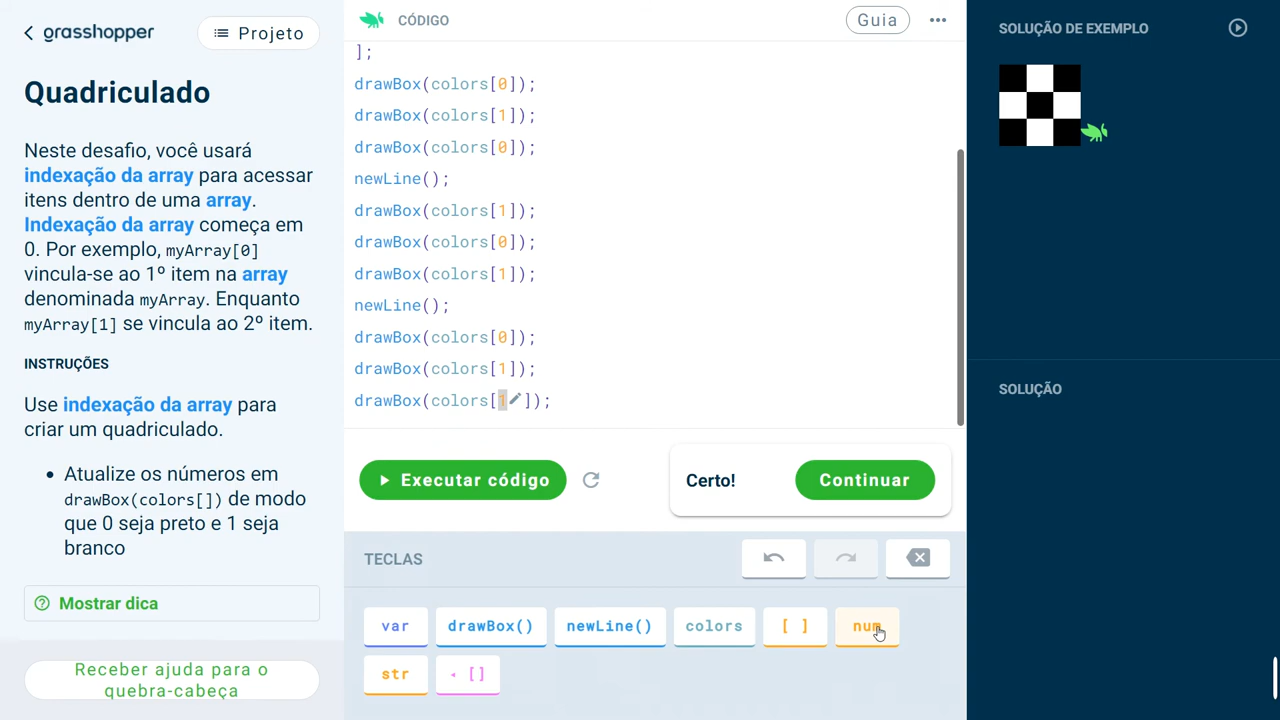 grasshopper
Projeto
Quadriculado
Neste desafio, você usará
indexação da array para acessar
itens dentro de uma array.
Indexação da array começa em
0. Por exemplo, myArray[0]
vincula-se ao 1º item na array
denominada myArray. Enquanto
myArray[1] se vincula ao 2º item.
INSTRUÇÕES
Use indexação da array para
criar um quadriculado.
Atualize os números em
drawBox(colors[]) de modo
que 0 seja preto e 1 seja
branco
Mostrar dica
Receber ajuda para o
quebra-cabeça
CÓDIGO
Guia
];
drawBox(colors[0]);
drawBox(colors[1]);
drawBox(colors[0]);
newLine();
drawBox(colors[1]);
drawBox(colors[0]);
drawBox(colors[1]);
newLine();
drawBox(colors[0]);
drawBox(colors[1]);
drawBox(colors[1]);
Executar código
Certo!
Continuar
TECLAS
var
drawBox()
newLine()
colors
[ ]
num
str
[]
SOLUÇÃO DE EXEMPLO
SOLUÇÃO